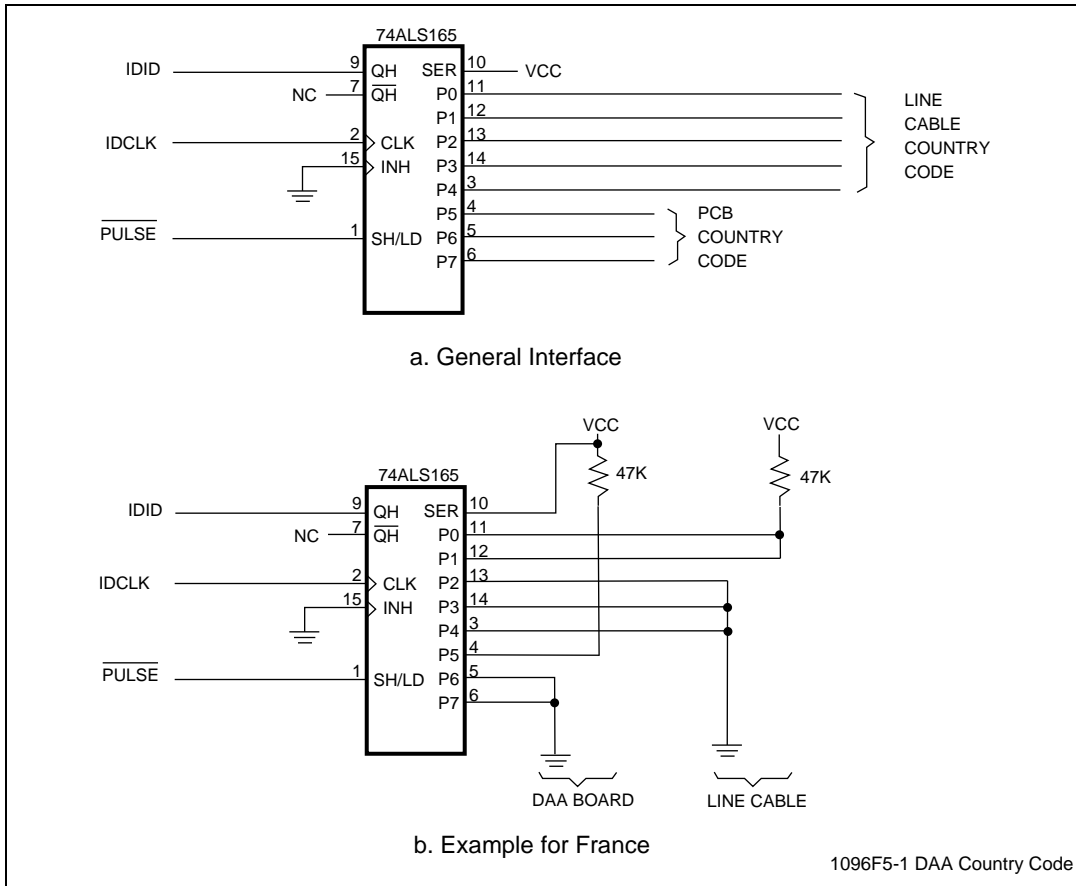 74ALS165
IDID 9 QH SER 10 VCC
NC 7 QH P0 11 LINE
P1 12 CABLE
IDCLK 2 CLK P2 13 COUNTRY
15 INH P3 14 CODE
P4 3
P5 4 PCB
PULSE 1 SH/LD P6 5 COUNTRY
P7 6 CODE
a. General Interface
VCC VCC
74ALS165 47K 47K
IDID 9 QH SER 10
NC 7 QH P0 11
P1 12
IDCLK 2 CLK P2 13
15 INH P3 14
P4 3
P5 4
PULSE 1 SH/LD P6 5
P7 6
DAA BOARD LINE CABLE
b. Example for France
1096F5-1 DAA Country Code